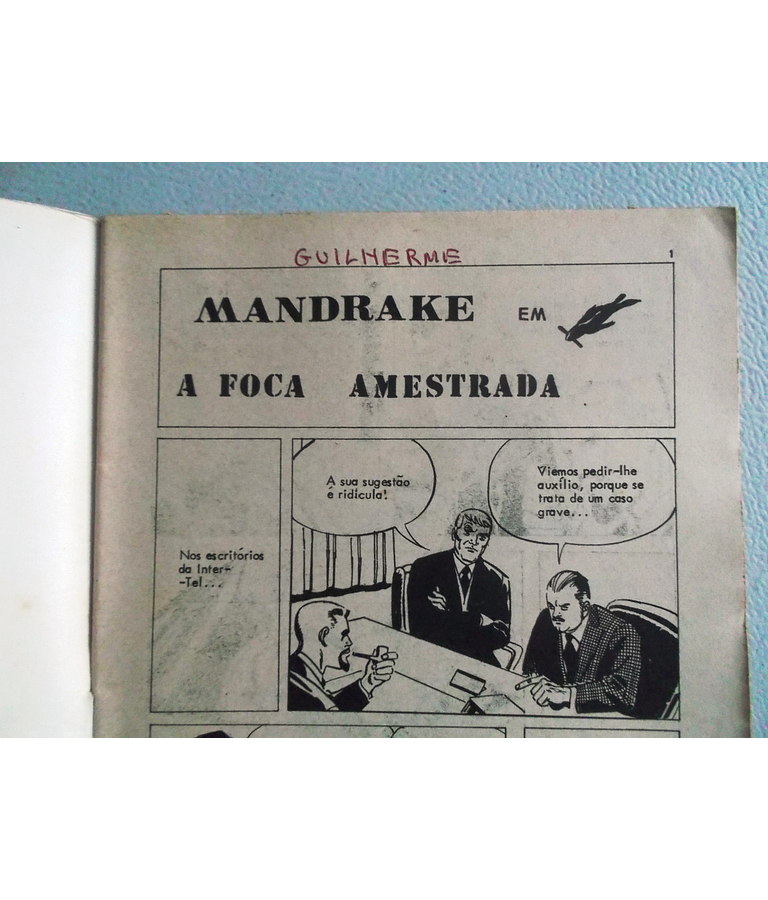 GUILHERME
1
MANDRAKE EM
A FOCA AMESTRADA
Nos escritórios
da Inter-
-Tel...
A sua sugestão
é ridícula!
Viemos pedir-lhe
auxílio, porque se
trata de um caso
grave...